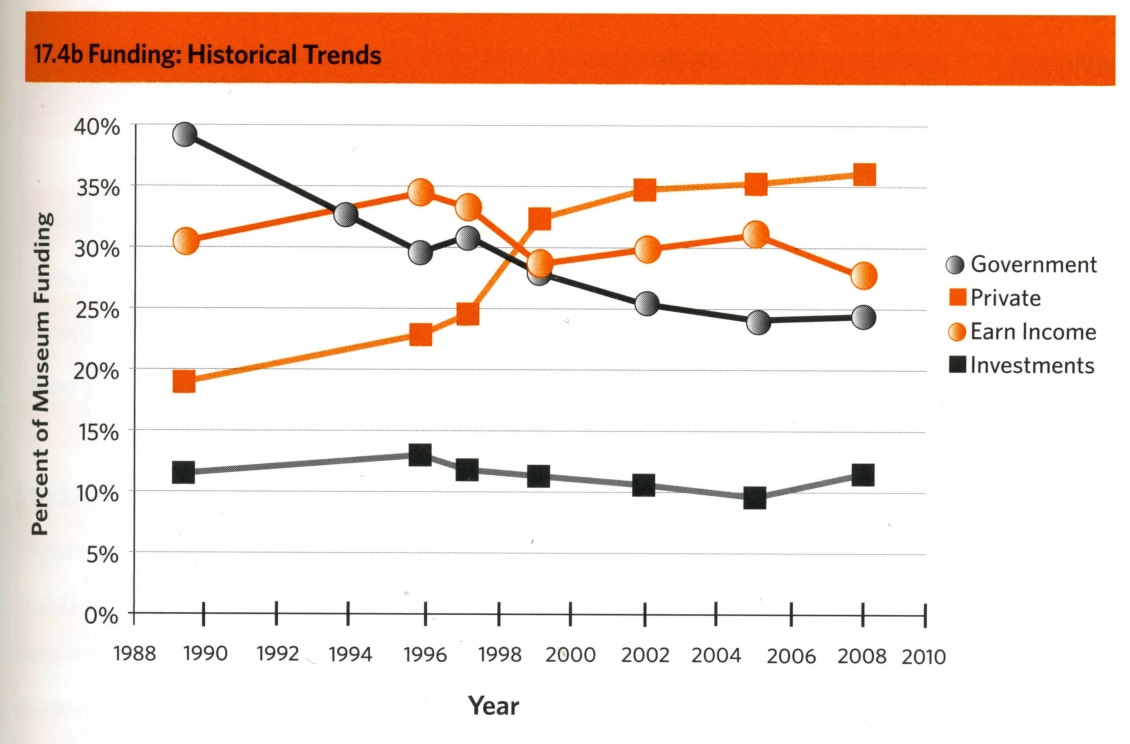 17.4b Funding: Historical Trends
40%
35%
30%
25%
20%
15%
10%
5%
0%
Percent of Museum Funding
Government
Private
Earn Income
Investments
1988 1990 1992 1994 1996 1998 2000 2002 2004 2006 2008 2010
Year